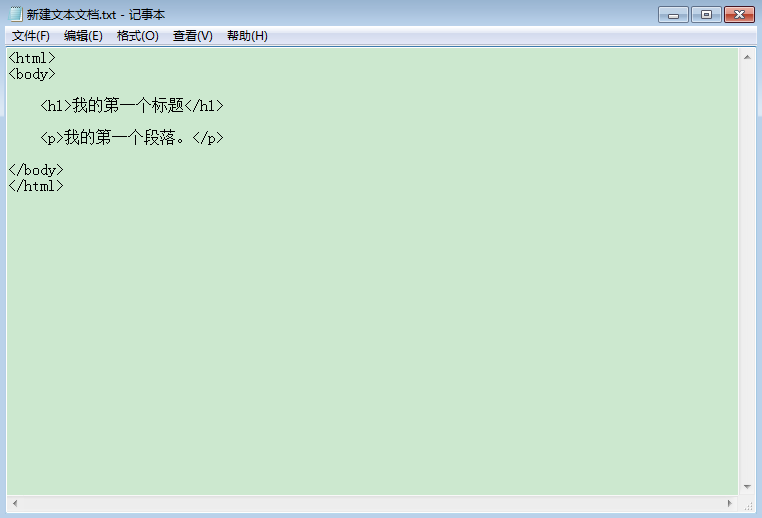 新建文本文档.txt - 记事本
文件(F) 编辑(E) 格式(O) 查看(V) 帮助(H)
<html>
<body>
<h1>我的第一个标题</h1>
<p>我的第一个段落。</p>
</body>
</html>